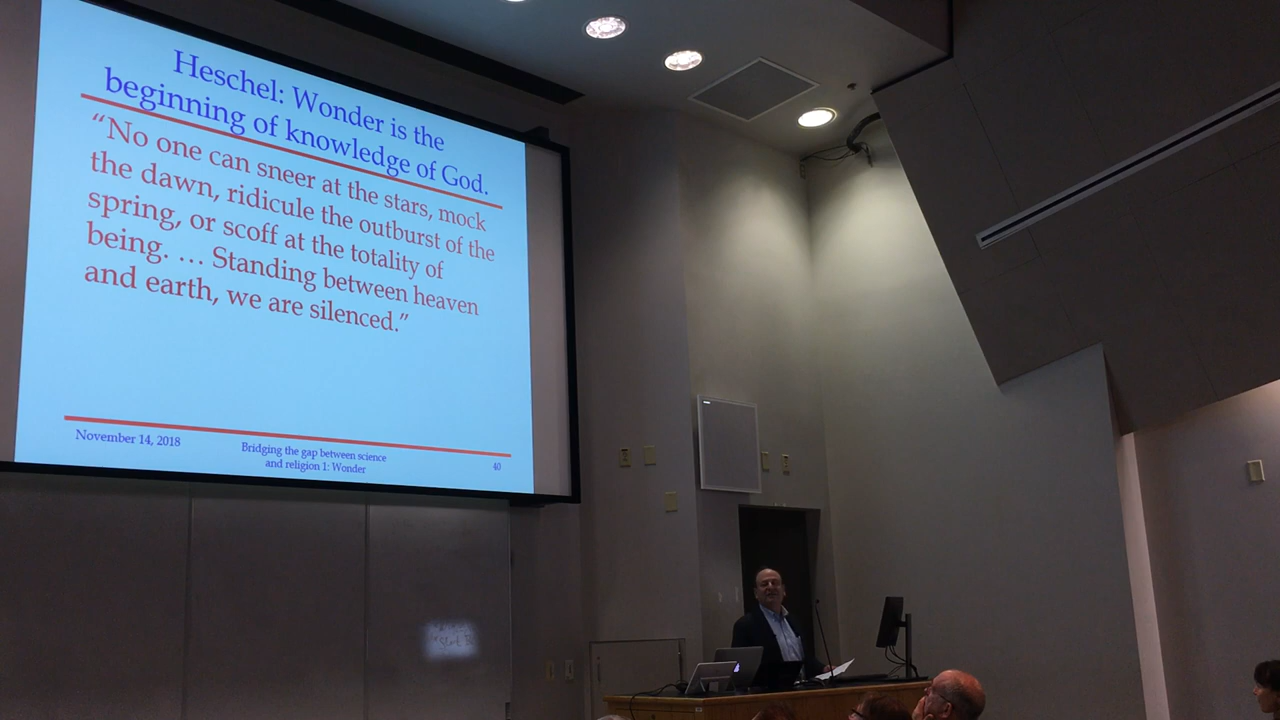 Heschel: Wonder is the
beginning of knowledge of God.
“No one can sneer at the stars, mock
the dawn, ridicule the outburst of the
spring, or scoff at the totality of
being. … Standing between heaven
and earth, we are silenced.”
November 14, 2018
Bridging the gap between science
and religion 1: Wonder
40